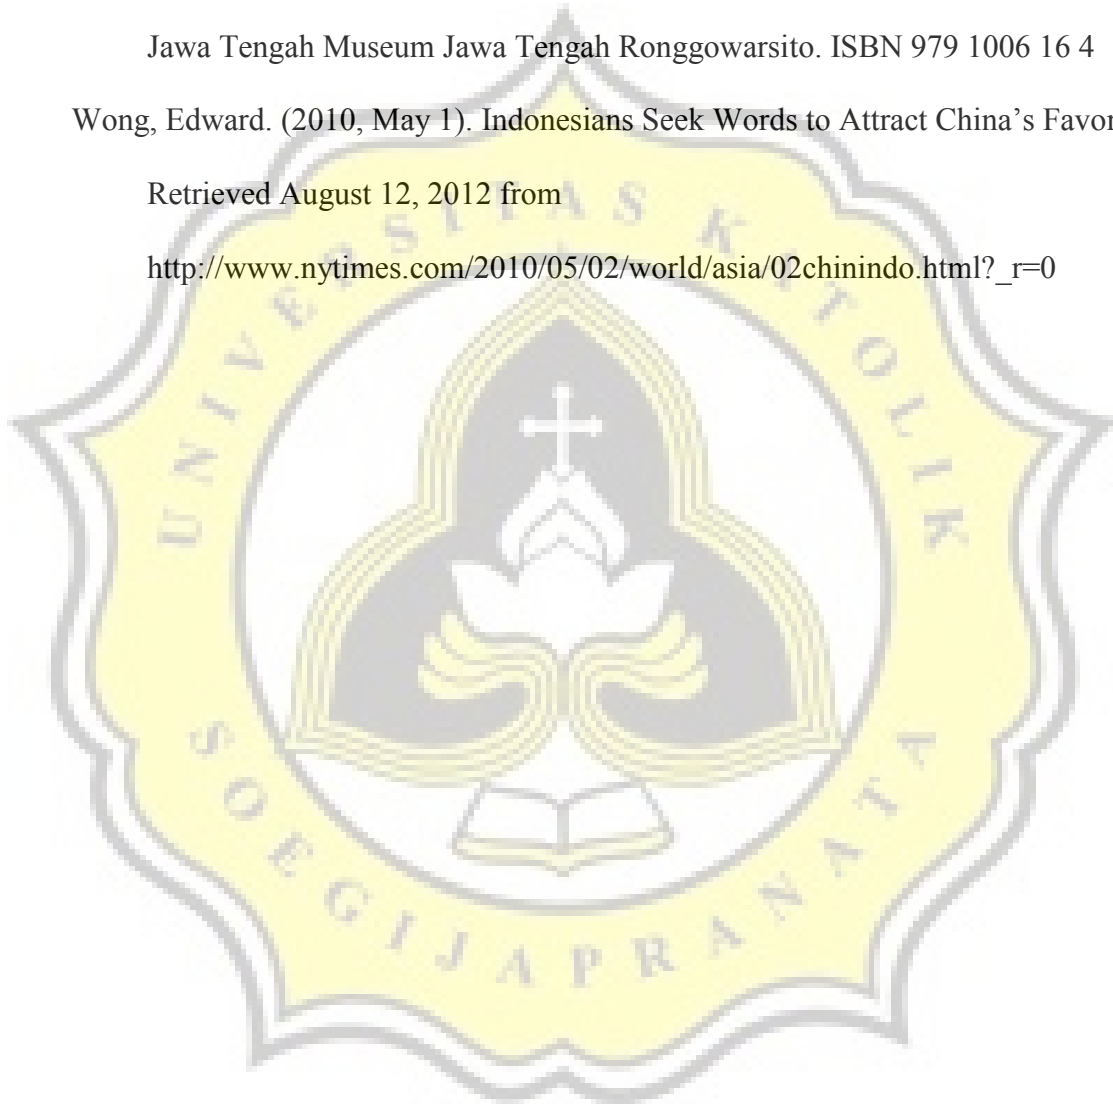 Jawa Tengah Museum Jawa Tengah Ronggowarsito. ISBN 979 1006 16 4
Wong, Edward. (2010, May 1). Indonesians Seek Words to Attract China’s Favor
Retrieved August 12, 2012 from
http://www.nytimes.com/2010/05/02/world/asia/02chinindo.html?_r=0
UNIVERSITAS KATOLIK
SOEGIJAPRANATA